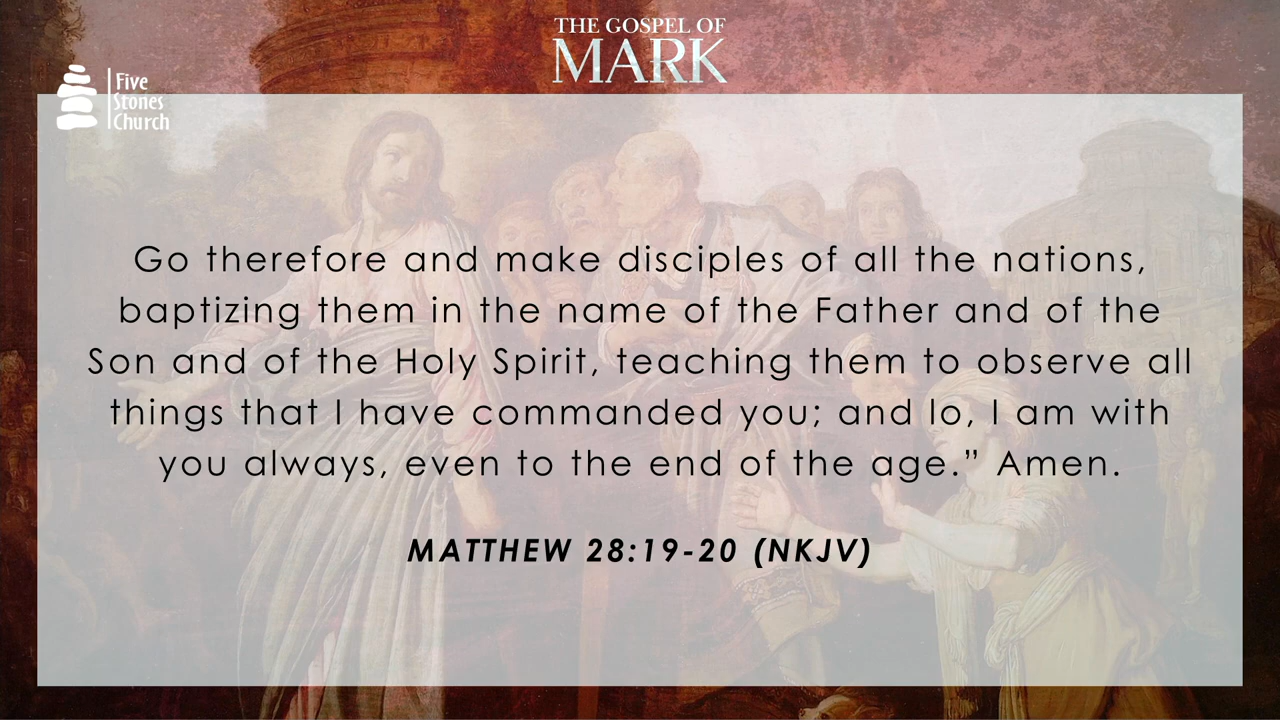 THE GOSPEL OF
MARK
Five
Stones
Church
Go therefore and make disciples of all the nations,
baptizing them in the name of the Father and of the
Son and of the Holy Spirit, teaching them to observe all
things that I have commanded you; and lo, I am with
you always, even to the end of the age.” Amen.
MATTHEW 28:19-20 (NKJV)